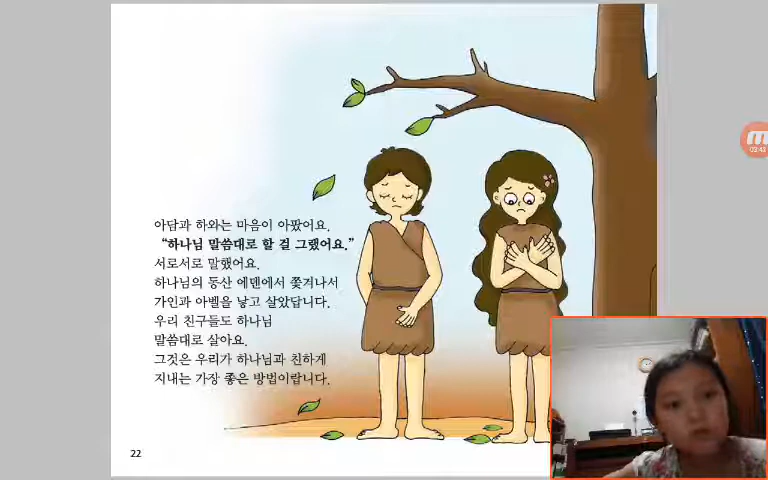 아담과 하와는 마음이 아팠어요.
“하나님 말씀대로 할 걸 그랬어요.”
서로서로 말했어요.
하나님의 동산 에덴에서 쫓겨나서
가인과 아벨을 낳고 살았답니다.
우리 친구들도 하나님
말씀대로 살아요.
그것은 우리가 하나님과 친하게
지내는 가장 좋은 방법이랍니다.
22
02:42